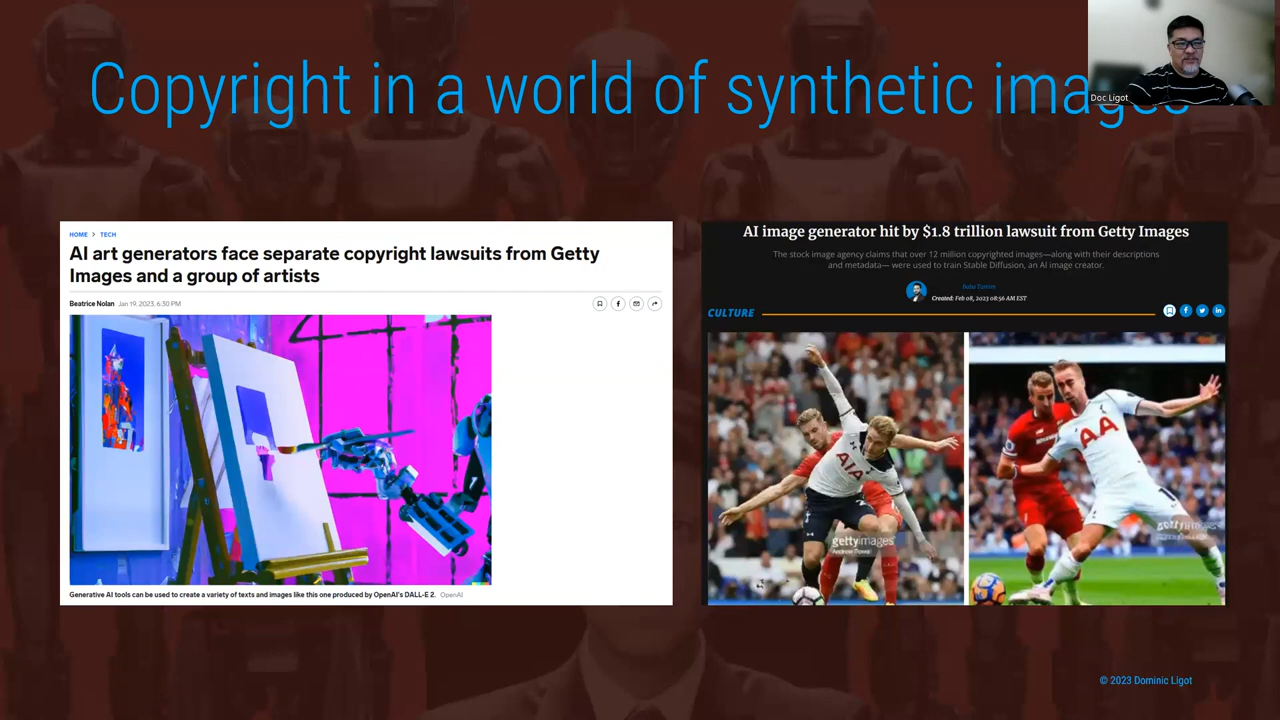 Copyright in a world of synthetic images
Doc Ligot
HOME > TECH
AI art generators face separate copyright lawsuits from Getty
Images and a group of artists
Beatrice Nolan Jan 19, 2023, 6:30 PM
Generative AI tools can be used to create a variety of texts and images like this one produced by OpenAI's DALL-E 2. OpenAI
AI image generator hit by $1.8 trillion lawsuit from Getty Images
The stock image agency claims that over 12 million copyrighted images—along with their descriptions
and metadata— were used to train Stable Diffusion, an AI image creator.
Baba Tamim
Created: Feb 08, 2023 08:56 AM EST
CULTURE
AIA
gettyimages
AA
© 2023 Dominic Ligot